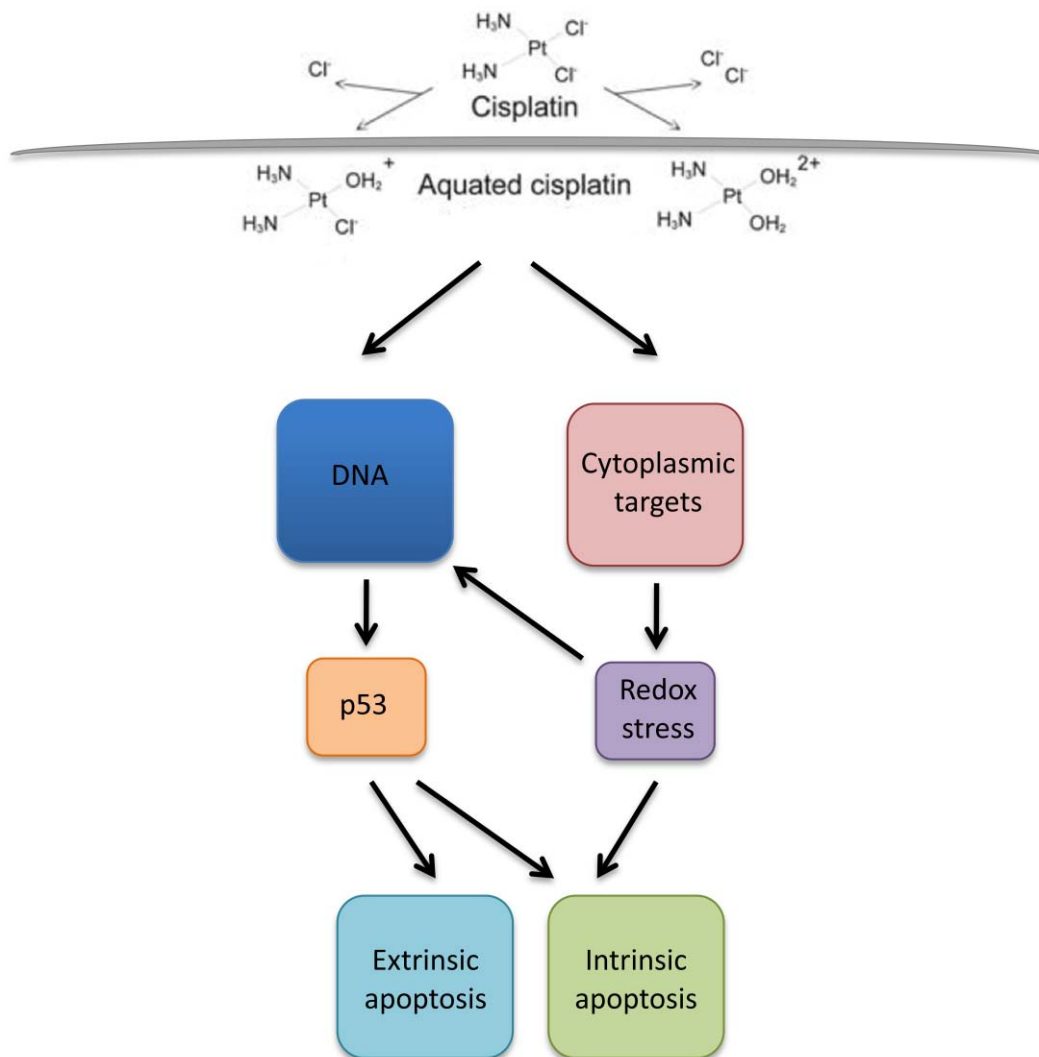 H₃N
Cl⁻
Pt
H₃N
Cl⁻
Cl⁻
Cl⁻
Cl⁻
Cisplatin
H₃N
OH₂
+
Pt
H₃N
Cl⁻
Aquated cisplatin
H₃N
OH₂
2+
Pt
H₃N
OH₂
DNA
Cytoplasmic
targets
p53
Redox
stress
Extrinsic
apoptosis
Intrinsic
apoptosis